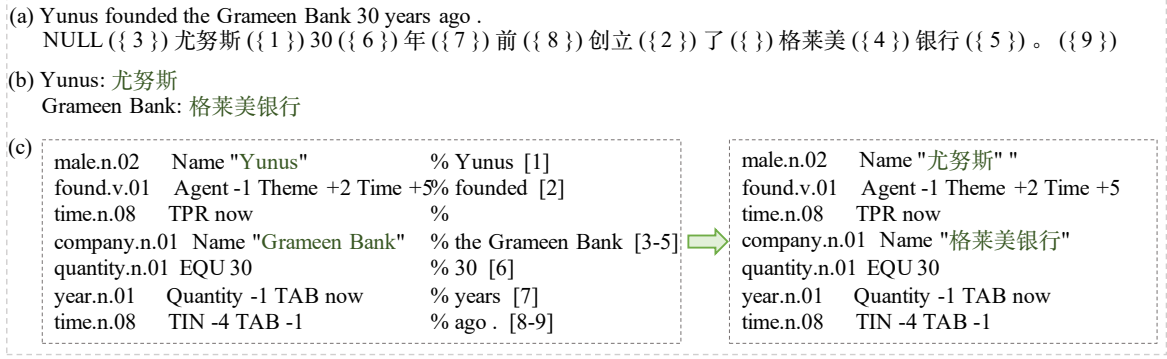 (a) Yunus founded the Grameen Bank 30 years ago .
NULL ({ 3 }) 尤努斯 ({ 1 }) 30 ({ 6 }) 年 ({ 7 }) 前 ({ 8 }) 创立 ({2 }) 了 ({ }) 格莱美 ({ 4 }) 银行 ({ 5 }) 。 ({ 9 })
(b) Yunus: 尤努斯
Grameen Bank: 格莱美银行
(c)
male.n.02 Name "Yunus" % Yunus [1]
found.v.01 Agent -1 Theme +2 Time +5% founded [2]
time.n.08 TPR now %
company.n.01 Name "Grameen Bank" % the Grameen Bank [3-5]
quantity.n.01 EQU 30 % 30 [6]
year.n.01 Quantity -1 TAB now % years [7]
time.n.08 TIN -4 TAB -1 % ago . [8-9]
male.n.02 Name "尤努斯" "
found.v.01 Agent -1 Theme +2 Time +5
time.n.08 TPR now
company.n.01 Name "格莱美银行"
quantity.n.01 EQU 30
year.n.01 Quantity -1 TAB now
time.n.08 TIN -4 TAB -1